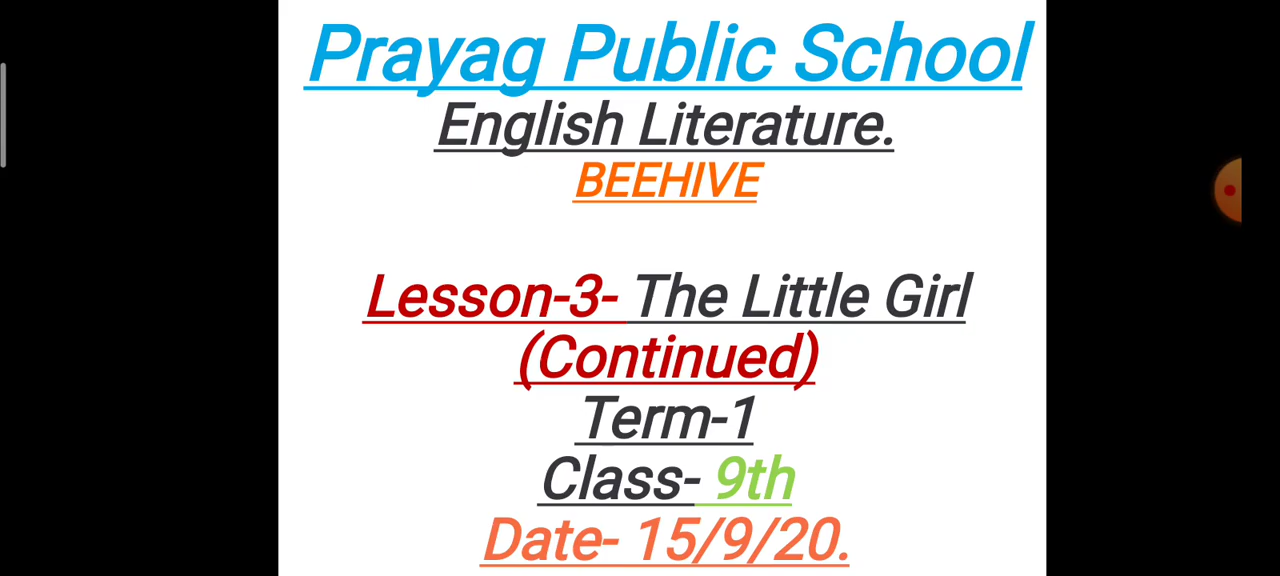 Prayag Public School
English Literature.
BEEHIVE
Lesson-3- The Little Girl
(Continued)
Term-1
Class- 9th
Date- 15/9/20.